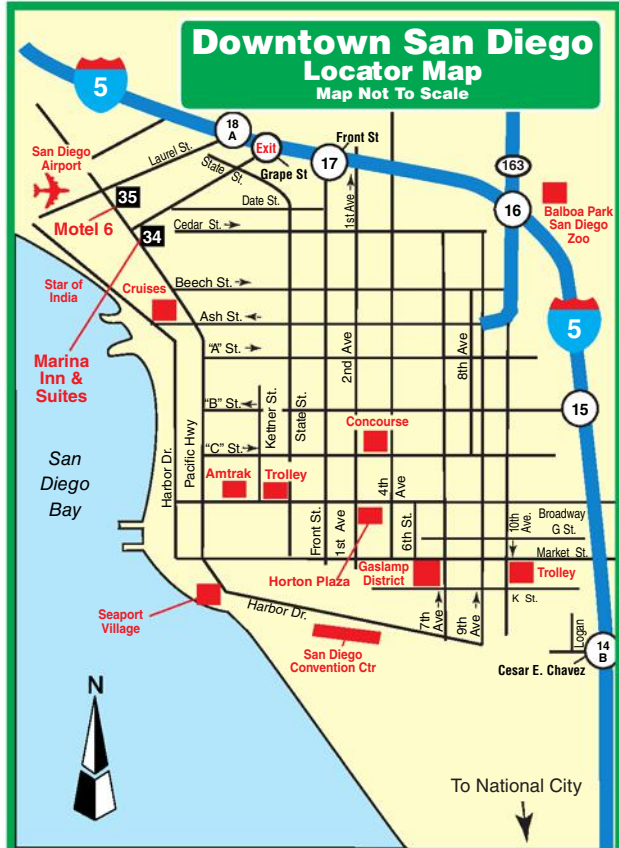 Downtown San Diego
Locator Map
Map Not To Scale
5
18
A
Exit
Grape St
Front St
17
163
16
San Diego
Airport
Laurel St.
State St.
1st Ave
Balboa Park
San Diego
Zoo
35
Motel 6
Date St.
34
Cedar St.
Star of
India
Cruises
Beech St.
Ash St.
5
Marina
Inn &
Suites
"A" St.
2nd Ave
8th Ave
"B" St.
Kettner St.
State St.
15
Concourse
"C" St.
San
Diego
Bay
Harbor Dr.
Pacific Hwy
Amtrak
Trolley
4th
Ave
Front St.
1st Ave
6th St.
10th
Ave.
Broadway
G St.
Market St.
Horton Plaza
Gaslamp
District
Trolley
K St.
Seaport
Village
Harbor Dr.
7th
Ave
9th
Ave
San Diego
Convention Ctr
Logan
14
B
Cesar E. Chavez
N
To National City